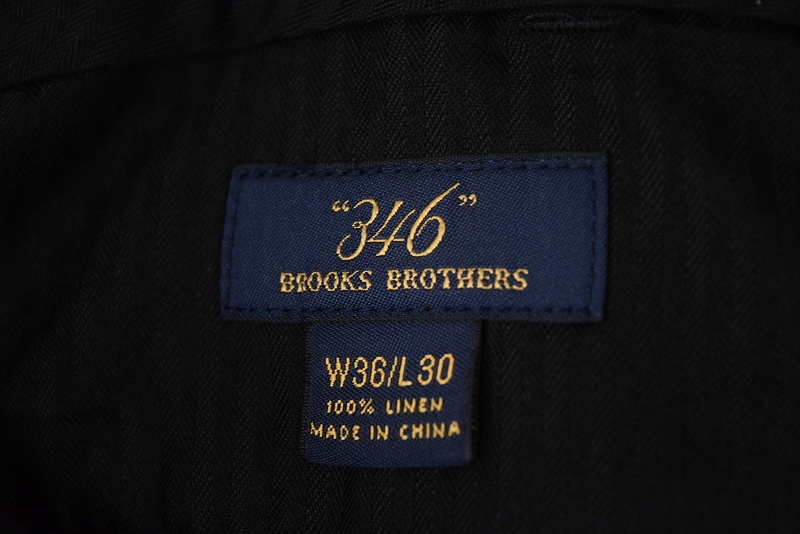 “346”
BROOKS BROTHERS
W36/L30
100% LINEN
MADE IN CHINA